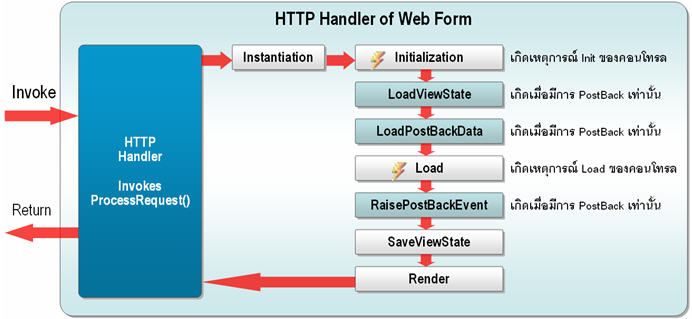 HTTP Handler of Web Form
Invoke
Return
HTTP
Handler
Invokes
ProcessRequest()
Instantiation
Initialization
เกิดเหตุการณ์ Init ของคอนโทรล
LoadViewState
เกิดเมื่อมีการ PostBack เท่านั้น
LoadPostBackData
เกิดเมื่อมีการ PostBack เท่านั้น
Load
เกิดเหตุการณ์ Load ของคอนโทรล
RaisePostBackEvent
เกิดเมื่อมีการ PostBack เท่านั้น
SaveViewState
Render